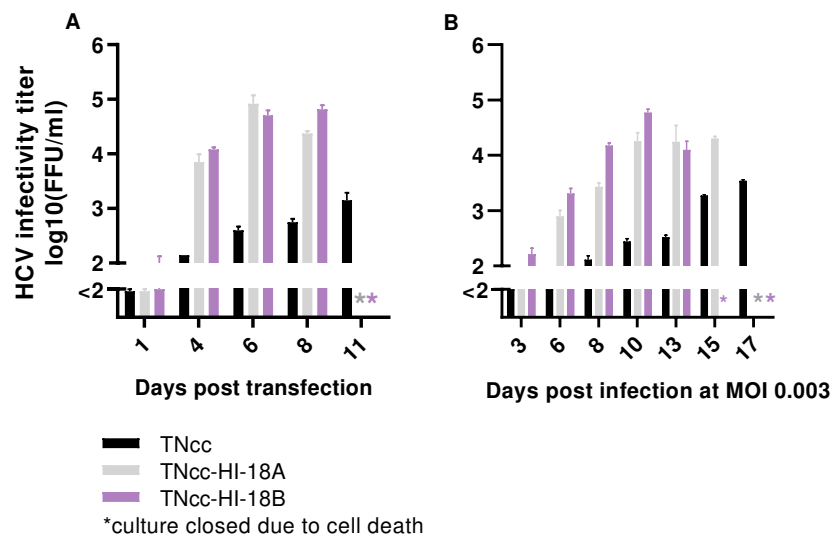 A
B
HCV infectivity titer
log10(FFU/ml)
6
5
4
3
2
<2
* *
1
4
6
8
11
Days post transfection
6
5
4
3
2
<2
*
* *
3
6
8
10
13
15
17
Days post infection at MOI 0.003
TNcc
TNcc-HI-18A
TNcc-HI-18B
*culture closed due to cell death